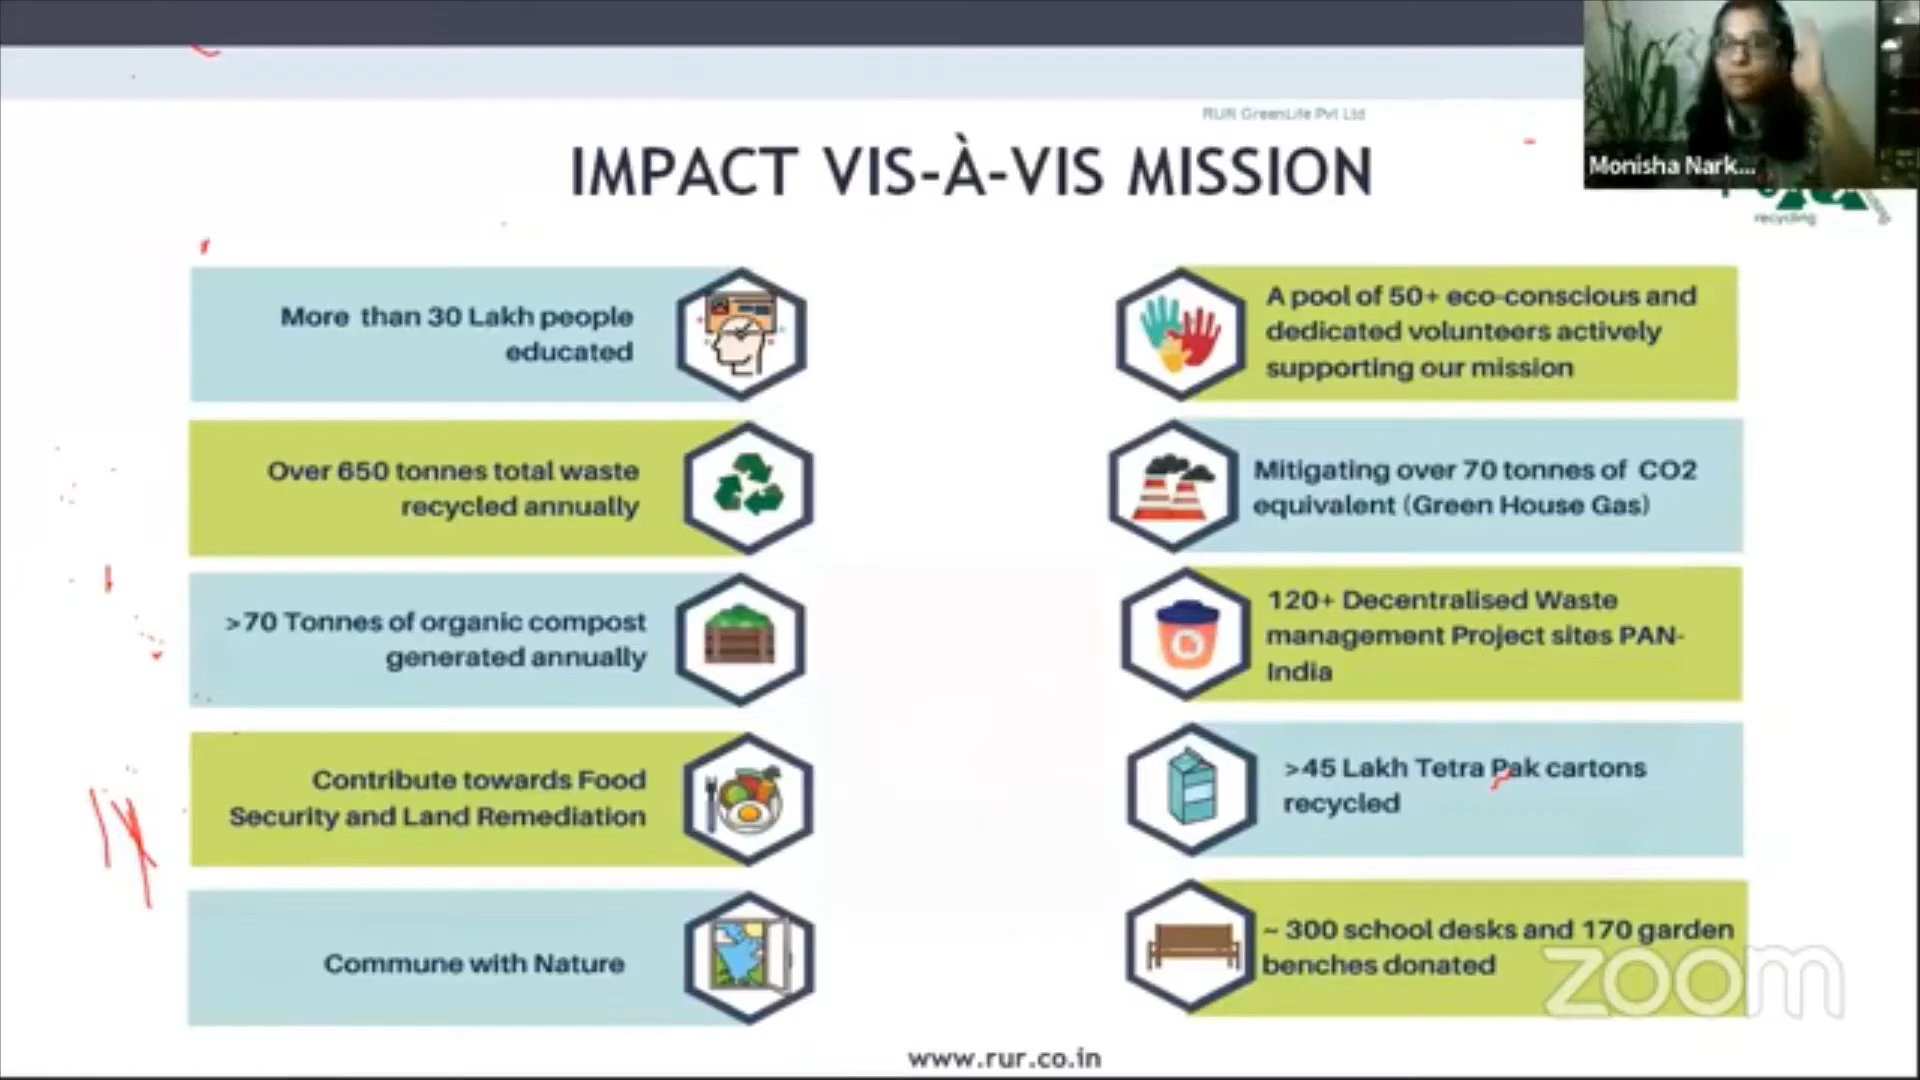 RUR GreenLife Pvt Ltd
IMPACT VIS-À-VIS MISSION
Monisha Nark...
recycling
More than 30 Lakh people
educated
Over 650 tonnes total waste
recycled annually
>70 Tonnes of organic compost
generated annually
Contribute towards Food
Security and Land Remediation
Commune with Nature
A pool of 50+ eco-conscious and
dedicated volunteers actively
supporting our mission
Mitigating over 70 tonnes of CO2
equivalent (Green House Gas)
120+ Decentralised Waste
management Project sites PAN-
India
>45 Lakh Tetra Pak cartons
recycled
~ 300 school desks and 170 garden
benches donated
zoom
www.rur.co.in